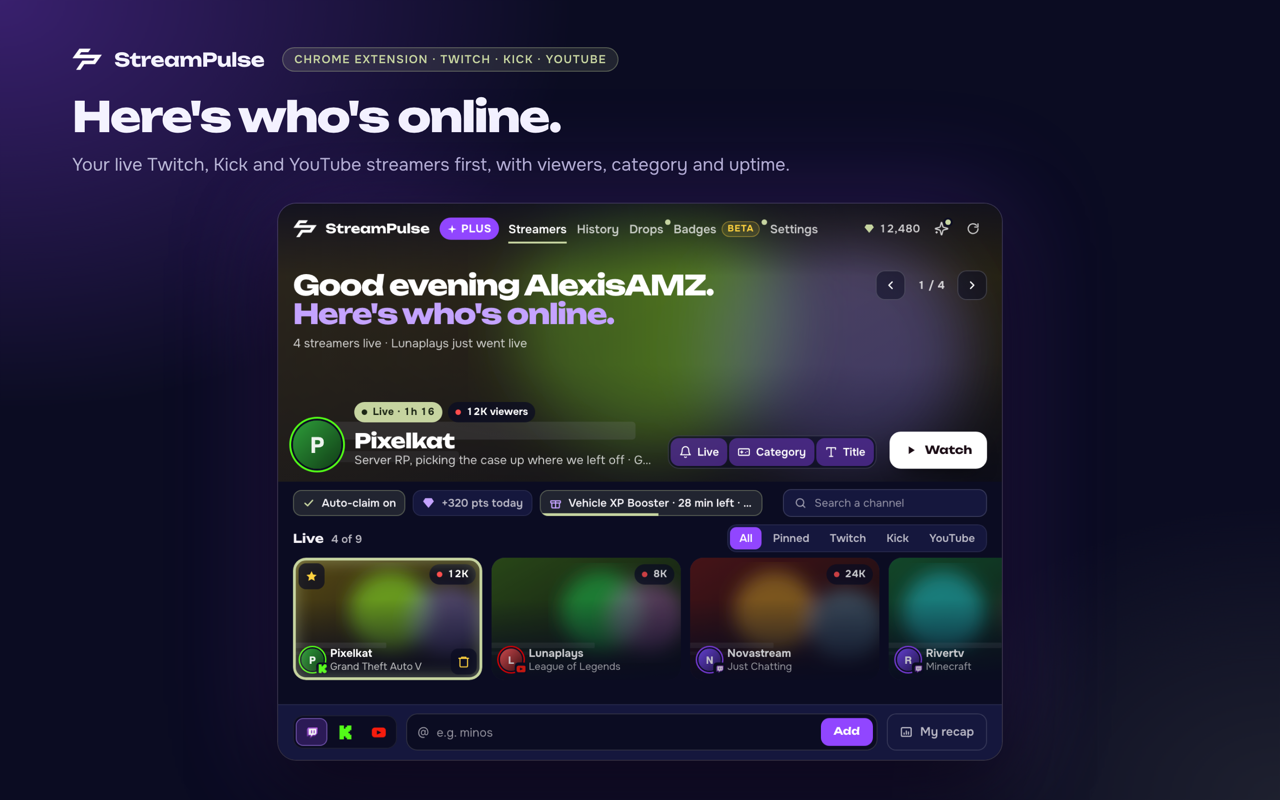 StreamPulse CHROME EXTENSION · TWITCH · KICK · YOUTUBE
Here's who's online.
Your live Twitch, Kick and YouTube streamers first, with viewers, category and uptime.
StreamPulse PLUS Streamers History Drops Badges BETA Settings 12,480
Good evening AlexisAMZ. 1 / 4
Here's who's online.
4 streamers live · Lunaplays just went live
Live · 1h 16 12K viewers
P Pixelkat Live Category Title Watch
Server RP, picking the case up where we left off · G...
Auto-claim on +320 pts today Vehicle XP Booster · 28 min left · ... Search a channel
Live 4 of 9 All Pinned Twitch Kick YouTube
12K 8K 24K
P Pixelkat L Lunaplays N Novastream R Rivertv
Grand Theft Auto V League of Legends Just Chatting Minecraft
@ e.g. minos Add My recap